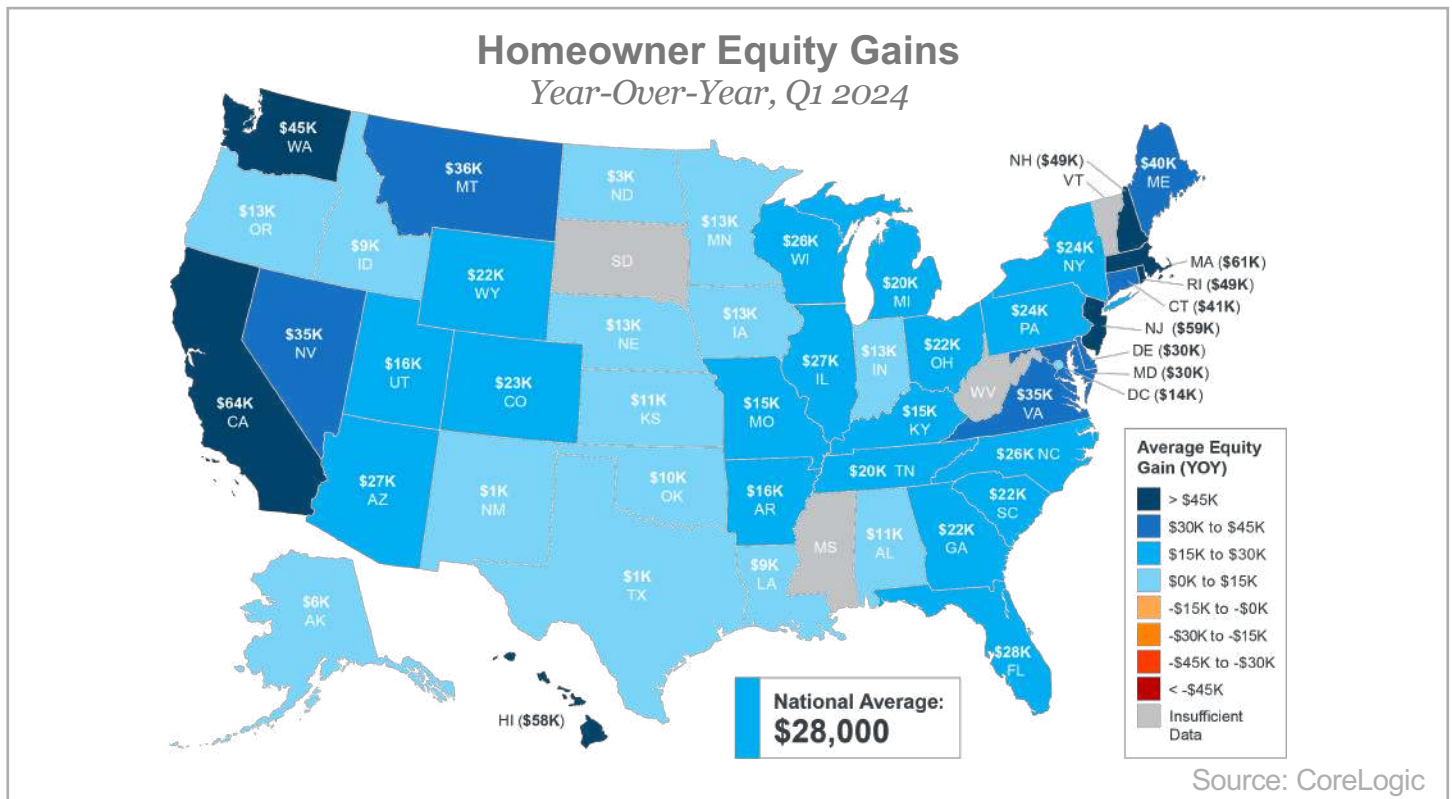 Homeowner Equity Gains
Year-Over-Year, Q1 2024
$45K
WA
$36K
MT
$3K
ND
$13K
MN
$13K
OR
$9K
ID
$22K
WY
SD
$26K
WI
$20K
MI
$24K
NY
NH ($49K)
VT
$40K
ME
MA ($61K)
RI ($49K)
CT ($41K)
NJ ($59K)
DE ($30K)
MD ($30K)
DC ($14K)
$35K
NV
$16K
UT
$23K
CO
$13K
NE
$13K
IA
$27K
IL
$13K
IN
$22K
OH
$24K
PA
WV
$35K
VA
$64K
CA
$11K
KS
$15K
MO
$15K
KY
$26K NC
$20K TN
$27K
AZ
$1K
NM
$10K
OK
$16K
AR
$22K
SC
MS
$11K
AL
$22K
GA
$1K
TX
$9K
LA
$28K
FL
$6K
AK
HI ($58K)
National Average:
$28,000
Average Equity
Gain (YOY)
> $45K
$30K to $45K
$15K to $30K
$0K to $15K
-$15K to -$0K
-$30K to -$15K
-$45K to -$30K
< -$45K
Insufficient
Data
Source: CoreLogic